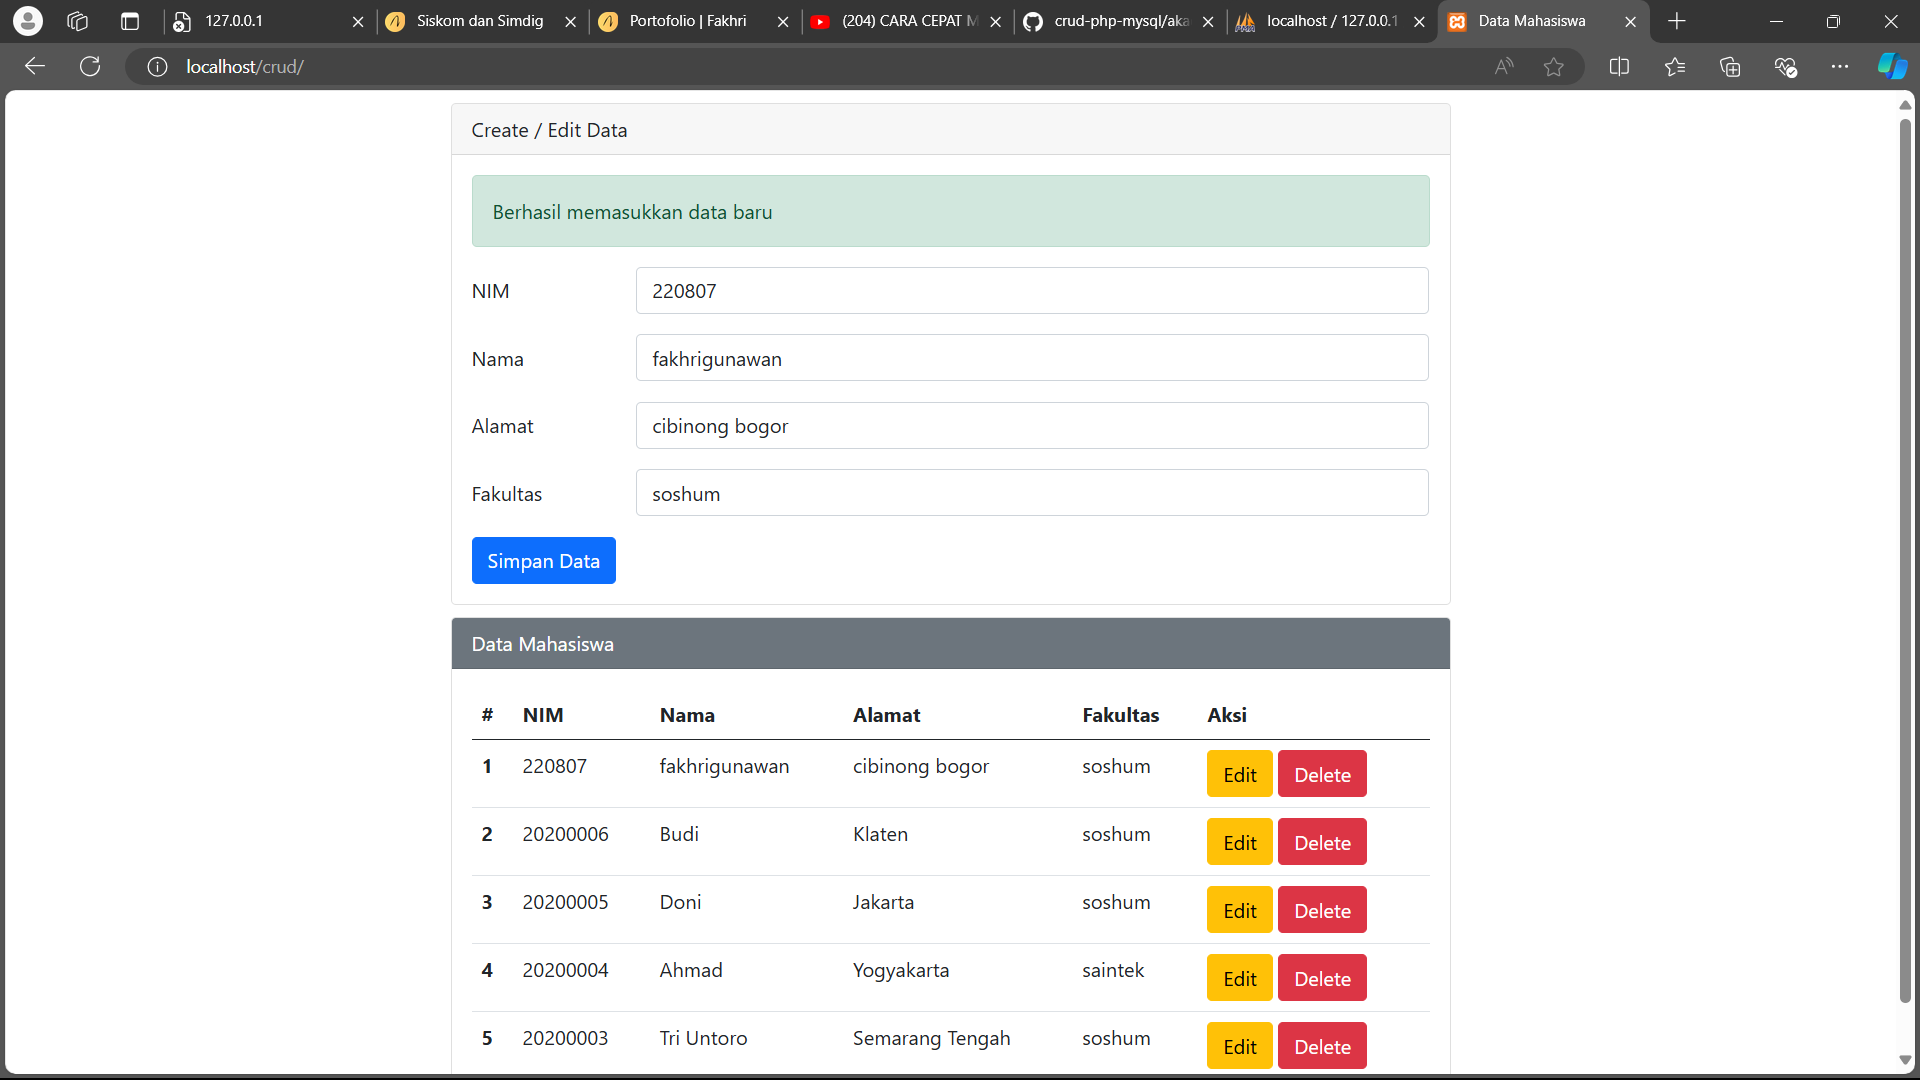 127.0.0.1
Siskom dan Simdig
Portofolio | Fakhri
(204) CARA CEPAT M
crud-php-mysql/aka
localhost / 127.0.0.1
Data Mahasiswa
localhost/crud/
Create / Edit Data
Berhasil memasukkan data baru
NIM 220807
Nama fakhrigunawan
Alamat cibinong bogor
Fakultas soshum
Simpan Data
Data Mahasiswa
# NIM Nama Alamat Fakultas Aksi
1 220807 fakhrigunawan cibinong bogor soshum Edit Delete
2 20200006 Budi Klaten soshum Edit Delete
3 20200005 Doni Jakarta soshum Edit Delete
4 20200004 Ahmad Yogyakarta saintek Edit Delete
5 20200003 Tri Untoro Semarang Tengah soshum Edit Delete